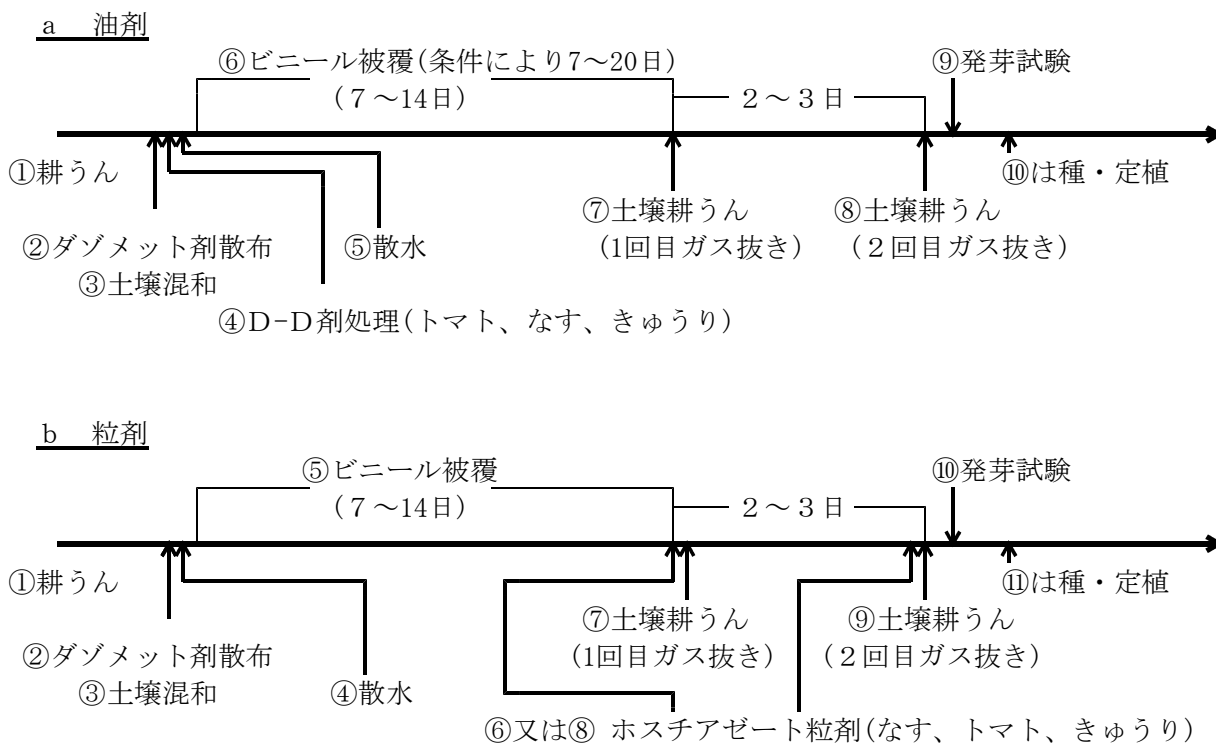 a 油剤
⑥ビニール被覆(条件により7～20日)
(７～14日)
２～３日
⑨発芽試験
①耕うん
②ダゾメット剤散布
③土壌混和
⑤散水
④Ｄ-Ｄ剤処理(トマト、なす、きゅうり)
⑦土壌耕うん
(1回目ガス抜き)
⑧土壌耕うん
(２回目ガス抜き)
⑩は種・定植
b 粒剤
⑤ビニール被覆
(７～14日)
２～３日
⑩発芽試験
①耕うん
②ダゾメット剤散布
③土壌混和
④散水
⑦土壌耕うん
(1回目ガス抜き)
⑨土壌耕うん
(２回目ガス抜き)
⑪は種・定植
⑥又は⑧ ホスチアゼート粒剤(なす、トマト、きゅうり)